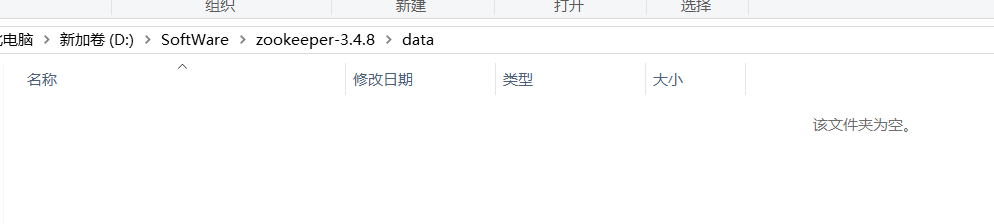 组织 新建 打开 选择
电脑 新加卷 (D:) SoftWare zookeeper-3.4.8 data
名称 修改日期 类型 大小
该文件夹为空。